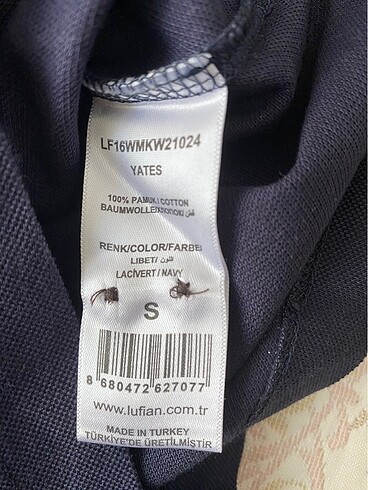 LF16WMKW21024
YATES
100% PAMUK / COTTON
BAUMWOLLE
RENK/COLOR/FARBE
LIBET/
LACİVERT / NAVY
S
8 680472 627077
www.lufian.com.tr
MADE IN TURKEY
TÜRKİYE'DE ÜRETİLMİŞTİR